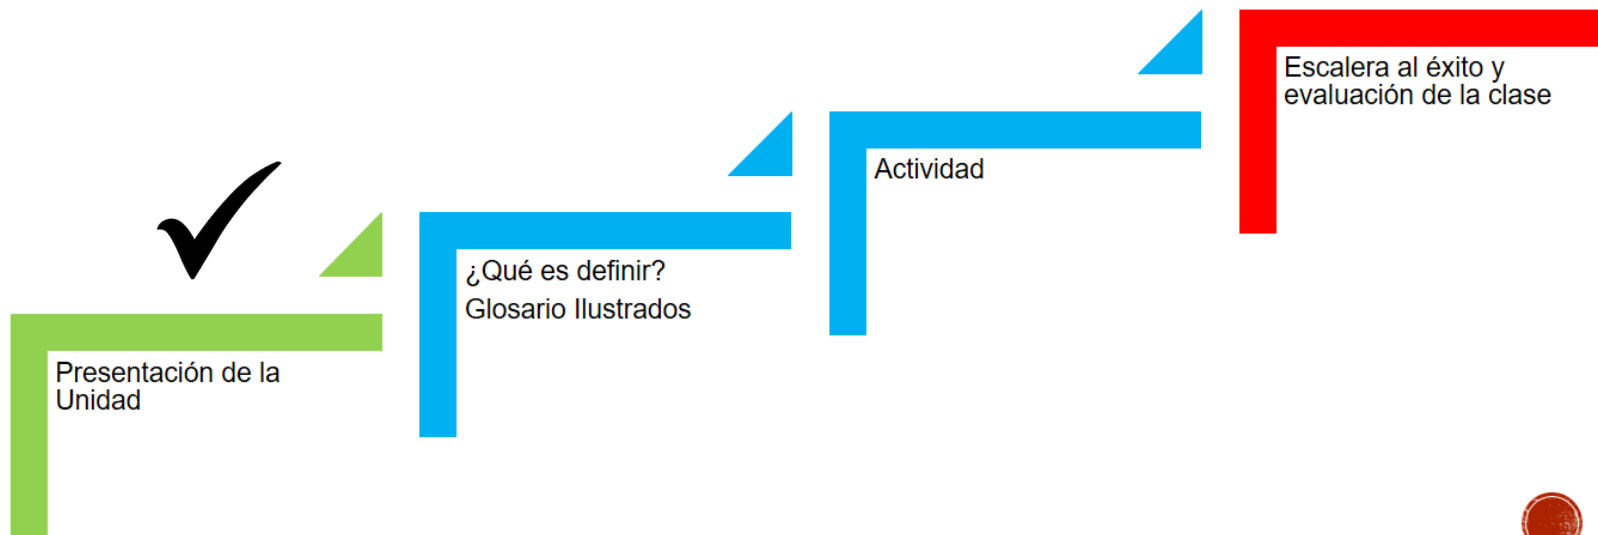 Presentación de la
Unidad
¿Qué es definir?
Glosario Ilustrados
Actividad
Escalera al éxito y
evaluación de la clase